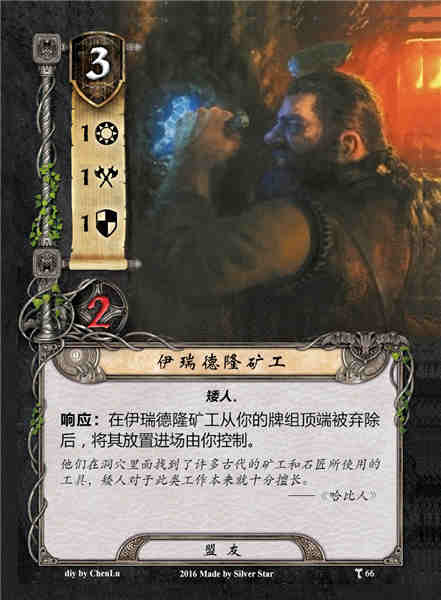 3
1
1
1
2
伊瑞德隆矿工
矮人.
响应：在伊瑞德隆矿工从你的牌组顶端被弃除
后，将其放置进场由你控制。
他们在洞穴里面找到了许多古代的矿工和石匠所使用的
工具，矮人对于此类工作本来就十分擅长。
——《哈比人》
盟友
diy by ChenLu
2016 Made by Silver Star
66